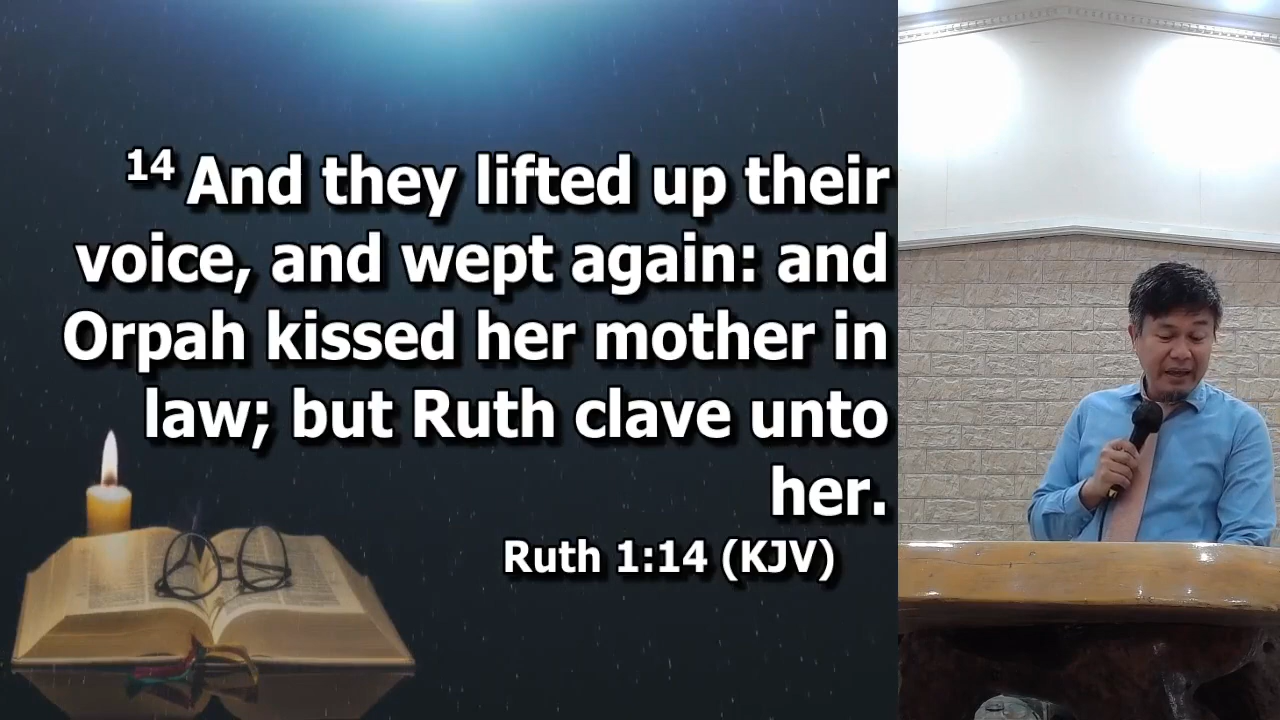 14 And they lifted up their
voice, and wept again: and
Orpah kissed her mother in
law; but Ruth clave unto
her.
Ruth 1:14 (KJV)